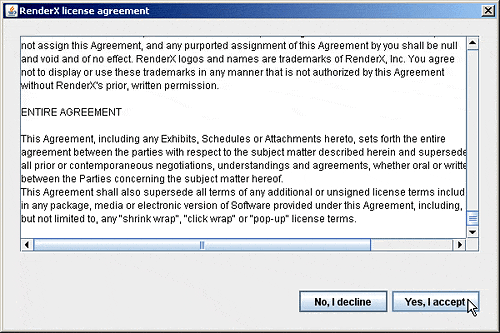 RenderX license agreement
not assign this Agreement, and any purported assignment of this Agreement by you shall be null
and void and of no effect. RenderX logos and names are trademarks of RenderX, Inc. You agree
not to display or use these trademarks in any manner that is not authorized by this Agreement
without RenderX's prior, written permission.
ENTIRE AGREEMENT
This Agreement, including any Exhibits, Schedules or Attachments hereto, sets forth the entire
agreement between the parties with respect to the subject matter described herein and supersede
all prior or contemporaneous negotiations, understandings and agreements, whether oral or writte
between the Parties concerning the subject matter hereof.
This Agreement shall also supersede all terms of any additional or unsigned license terms includ
in any package, media or electronic version of Software provided under this Agreement, including,
but not limited to, any "shrink wrap", "click wrap" or "pop-up" license terms.
No, I decline
Yes, I accept